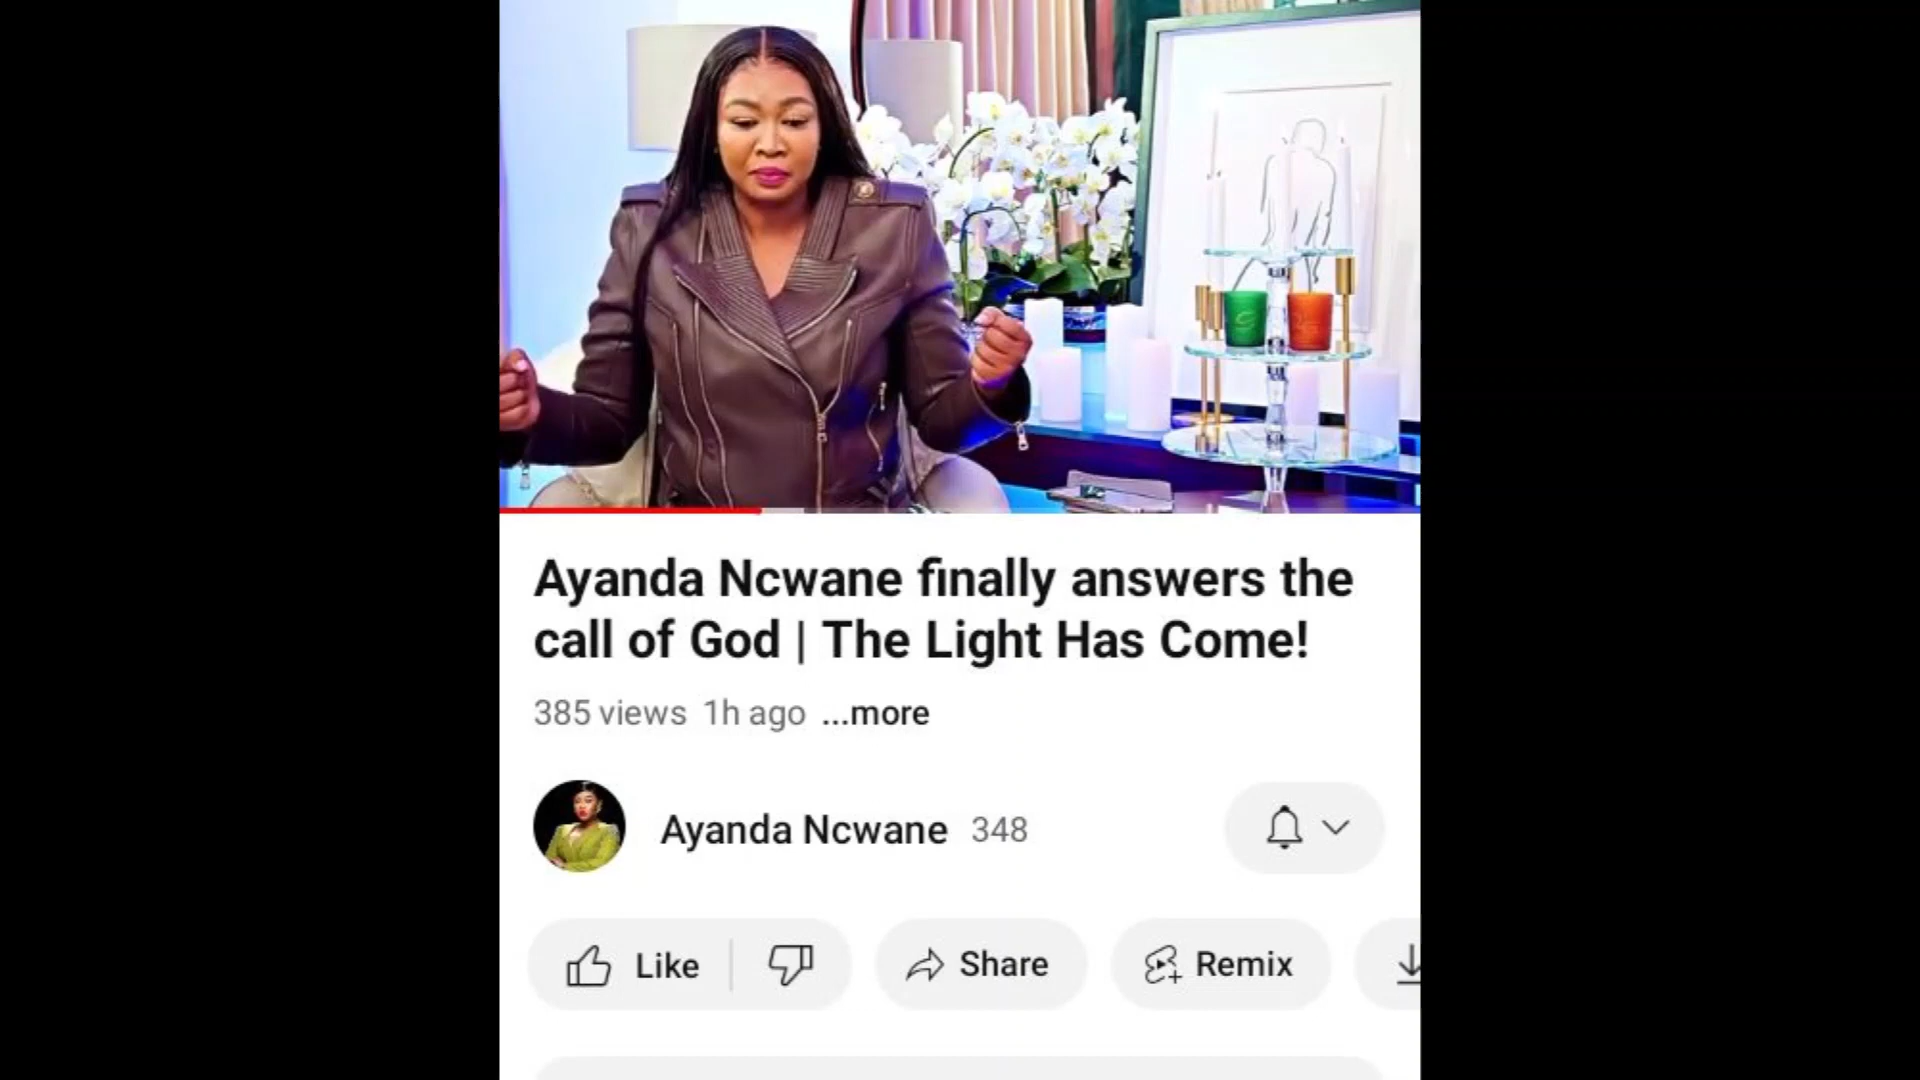 Ayanda Ncwane finally answers the
call of God | The Light Has Come!
385 views 1h ago ...more
Ayanda Ncwane 348
Like Share Remix